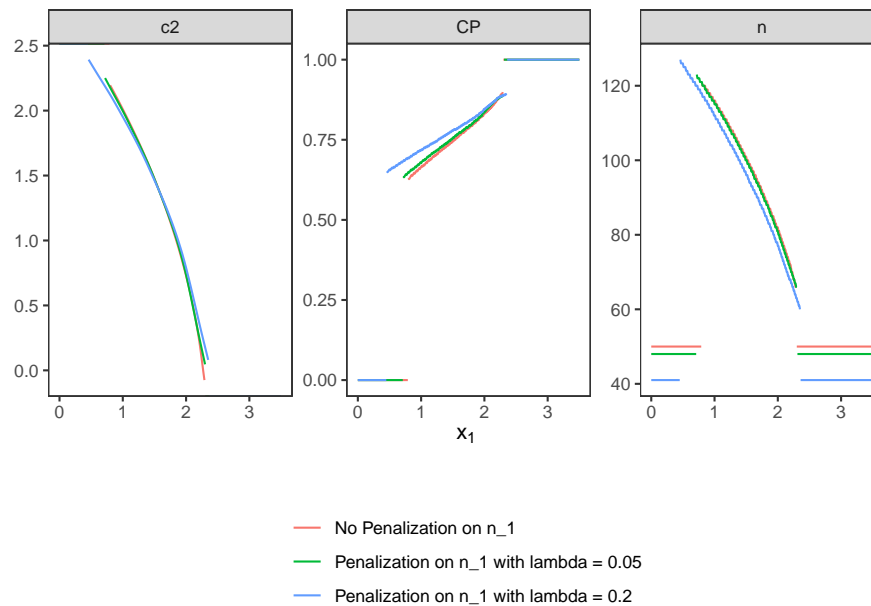 c2
CP
n
2.5
2.0
1.5
1.0
0.5
0.0
1.00
0.75
0.50
0.25
0.00
120
100
80
60
40
0 1 2 3
0 1 2 3
0 1 2 3
x1
No Penalization on n_1
Penalization on n_1 with lambda = 0.05
Penalization on n_1 with lambda = 0.2